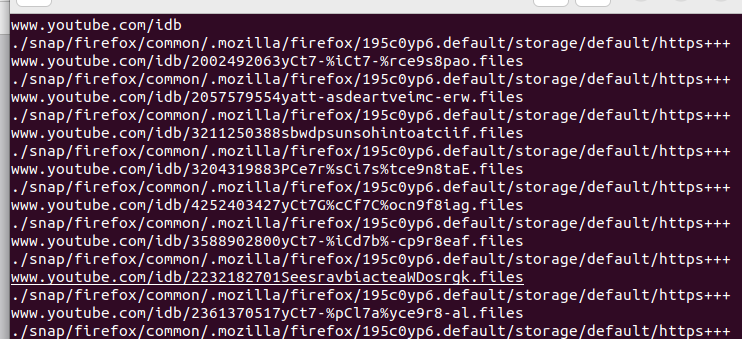 www.youtube.com/idb
./snap/firefox/common/.mozilla/firefox/195c0yp6.default/storage/default/https+++
www.youtube.com/idb/2002492063yCt7-%iCt7-%rce9s8pao.files
./snap/firefox/common/.mozilla/firefox/195c0yp6.default/storage/default/https+++
www.youtube.com/idb/2057579554yatt-asdeartveimc-erw.files
./snap/firefox/common/.mozilla/firefox/195c0yp6.default/storage/default/https+++
www.youtube.com/idb/3211250388sbwdpsunsohintoatciif.files
./snap/firefox/common/.mozilla/firefox/195c0yp6.default/storage/default/https+++
www.youtube.com/idb/3204319883PCe7r%sCi7s%tce9n8taE.files
./snap/firefox/common/.mozilla/firefox/195c0yp6.default/storage/default/https+++
www.youtube.com/idb/4252403427yCt7G%cCf7C%ocn9f8iag.files
./snap/firefox/common/.mozilla/firefox/195c0yp6.default/storage/default/https+++
www.youtube.com/idb/3588902800yCt7-%iCd7b%-cp9r8eaf.files
./snap/firefox/common/.mozilla/firefox/195c0yp6.default/storage/default/https+++
www.youtube.com/idb/2232182701SeesravbiacteaWDosrgk.files
./snap/firefox/common/.mozilla/firefox/195c0yp6.default/storage/default/https+++
www.youtube.com/idb/2361370517yCt7-%pCl7a%yce9r8-al.files
./snap/firefox/common/.mozilla/firefox/195c0yp6.default/storage/default/https+++